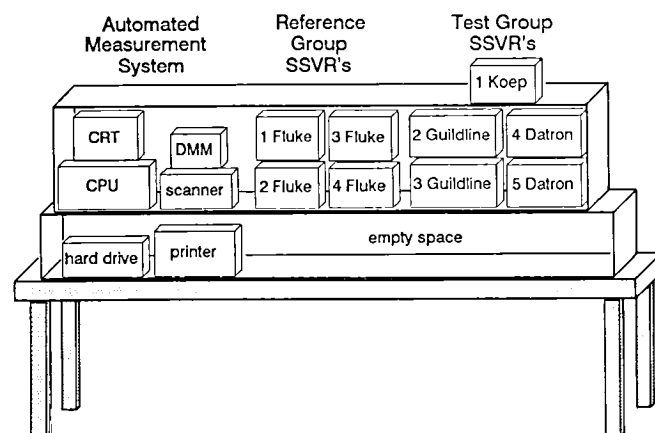 Automated
Measurement
System
Reference
Group
SSVR's
Test Group
SSVR's
1 Koep
CRT
DMM
1 Fluke
3 Fluke
2 Guildline
4 Datron
CPU
scanner
2 Fluke
4 Fluke
3 Guildline
5 Datron
hard drive
printer
empty space